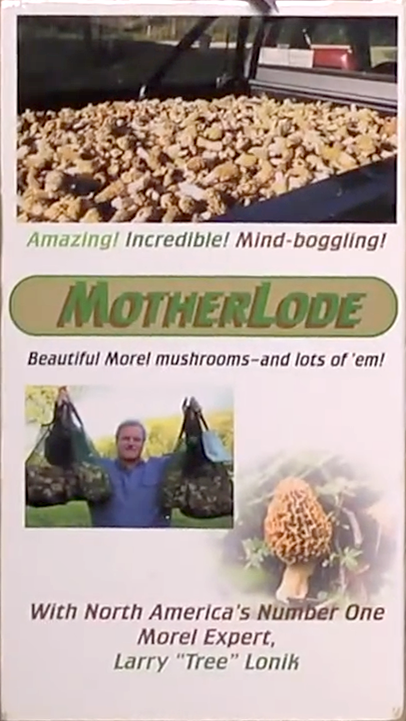 Amazing! Incredible! Mind-boggling!
MOTHERLODE
Beautiful Morel mushrooms–and lots of 'em!
With North America's Number One
Morel Expert,
Larry "Tree" Lonik